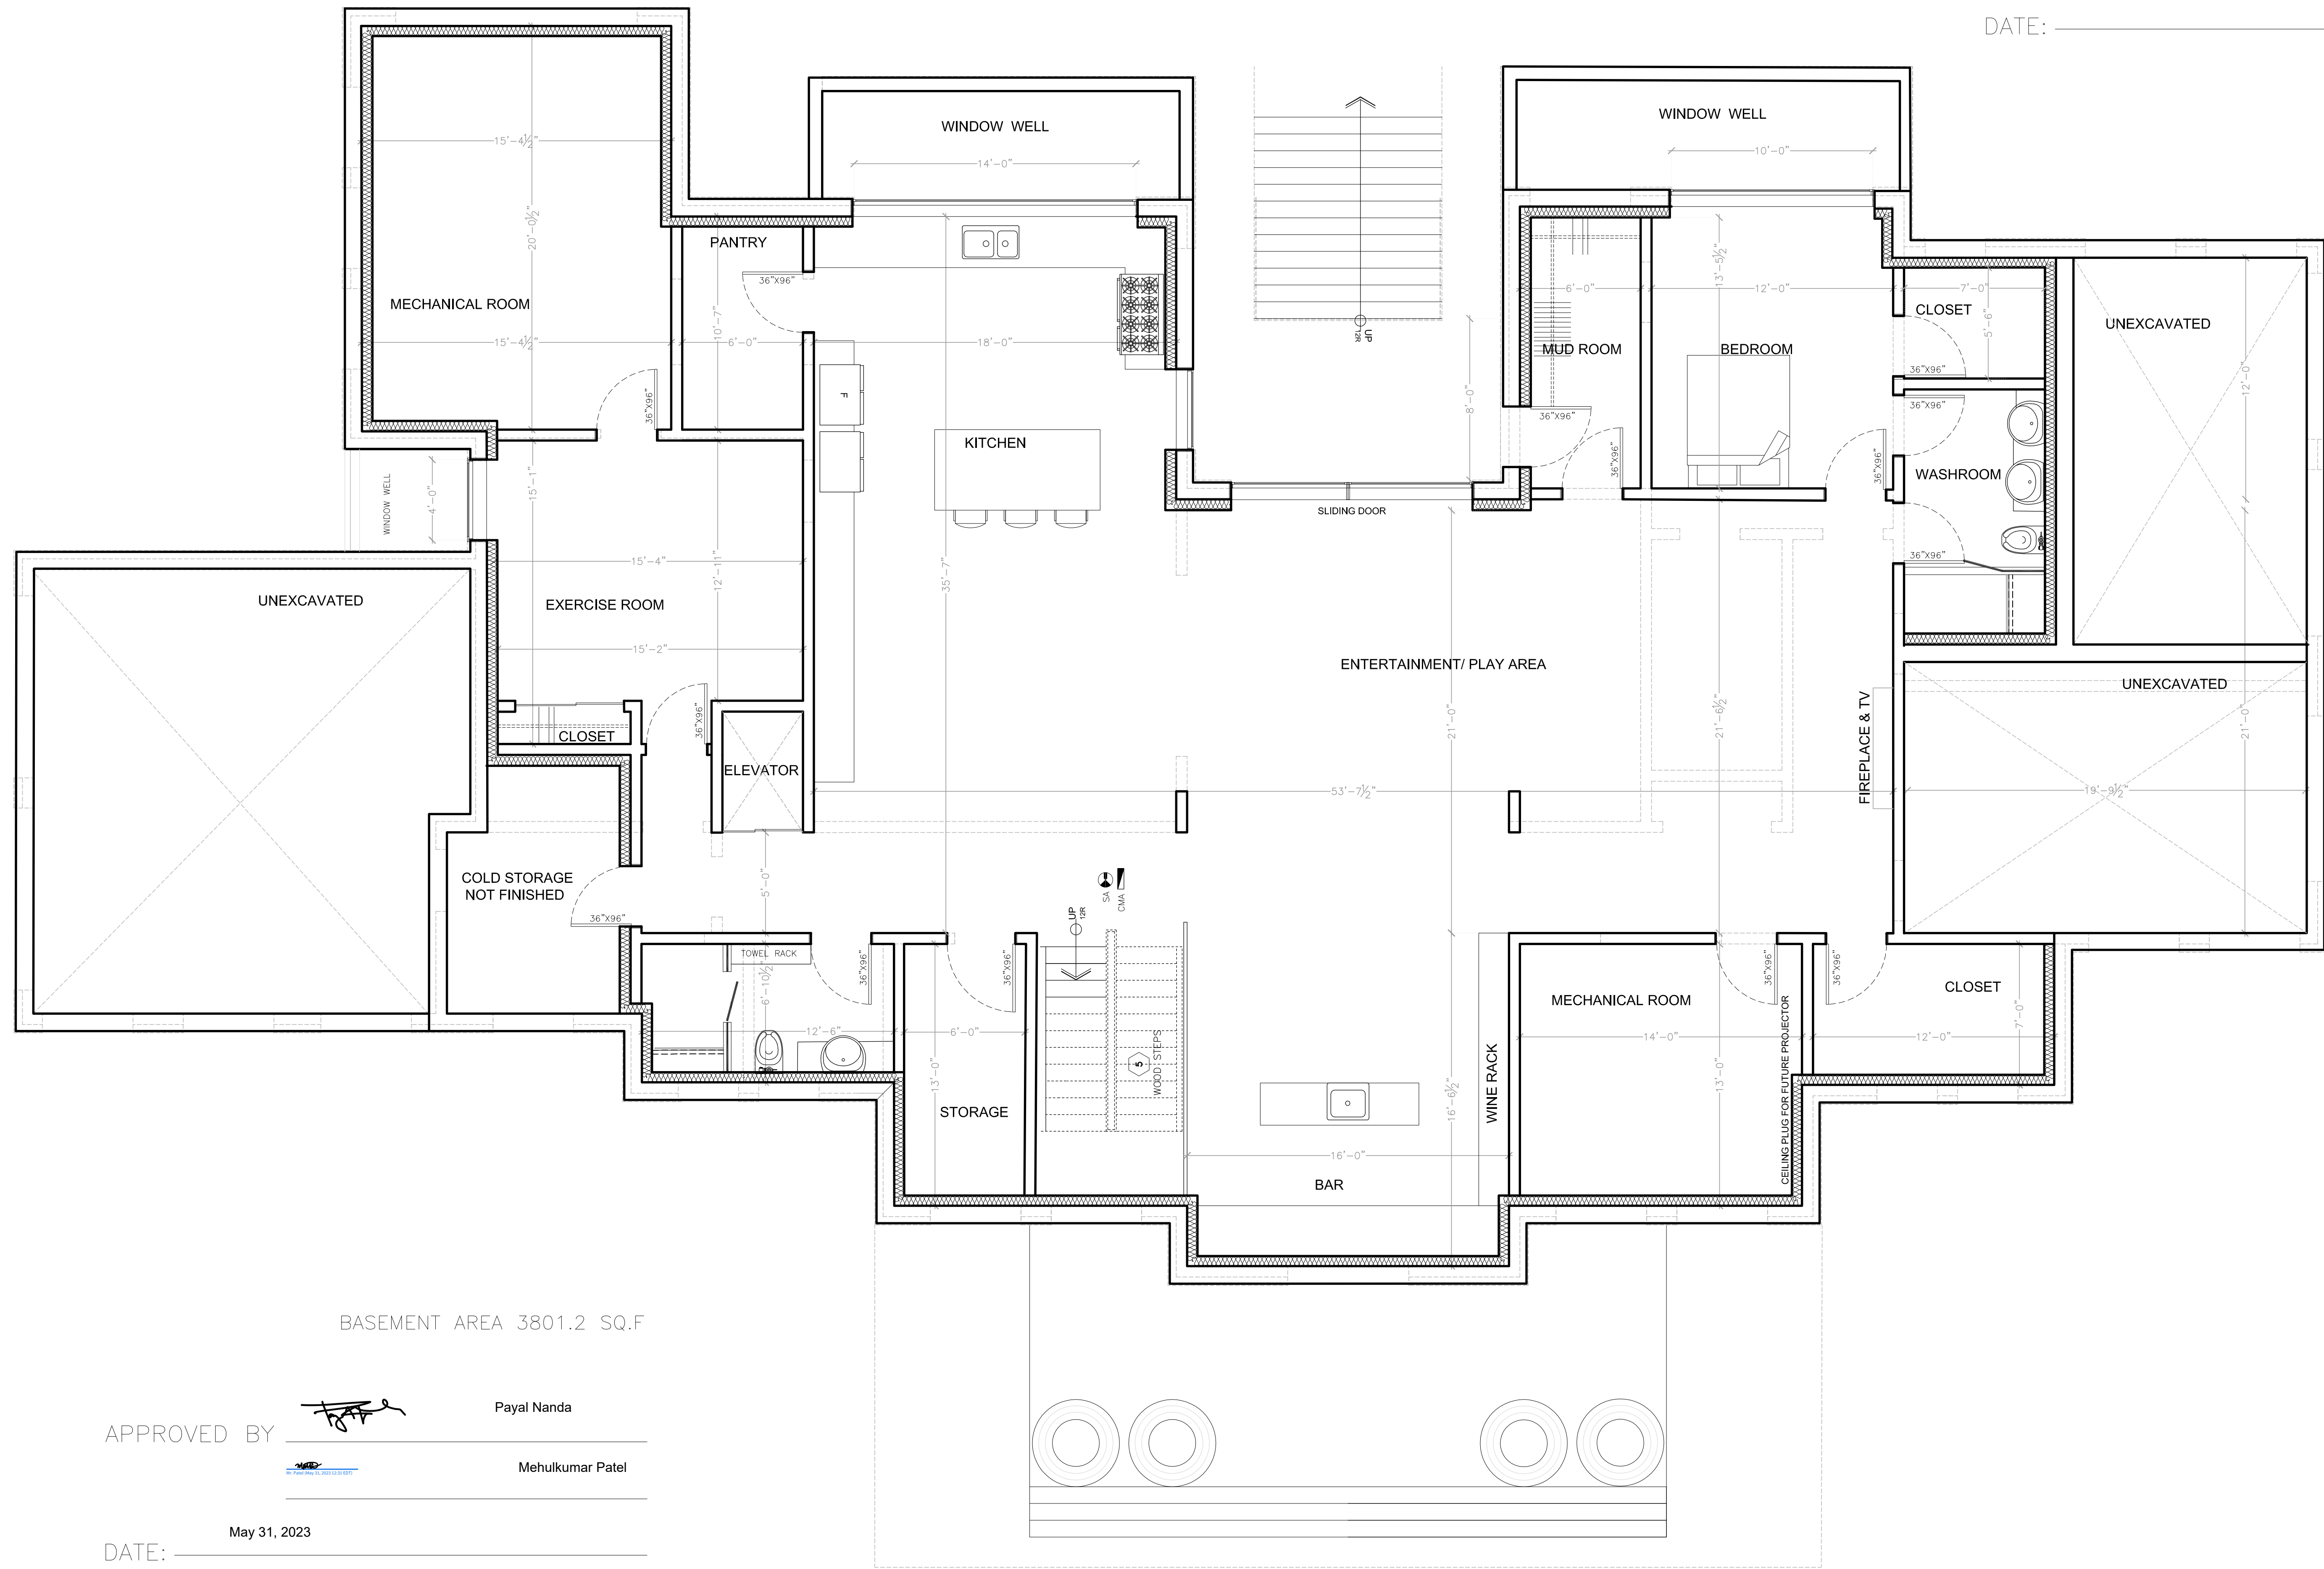 DATE:
WINDOW WELL
14'-0"
WINDOW WELL
10'-0"
15'-4½"
20'-0½"
MECHANICAL ROOM
15'-4½"
36"X96"
PANTRY
36"X96"
10'-7"
6'-0"
18'-0"
F
KITCHEN
35'-7"
UP
12R
8'-0"
SLIDING DOOR
6'-0"
MUD ROOM
36"X96"
36"X96"
13'-5½"
12'-0"
BEDROOM
36"X96"
7'-0"
CLOSET
5'-6"
36"X96"
36"X96"
WASHROOM
36"X96"
UNEXCAVATED
12'-0"
WINDOW WELL
4'-0"
15'-1"
15'-4"
12'-11"
EXERCISE ROOM
15'-2"
36"X96"
CLOSET
ELEVATOR
UNEXCAVATED
ENTERTAINMENT/ PLAY AREA
21'-0"
21'-6½"
53'-7½"
FIREPLACE & TV
UNEXCAVATED
21'-0"
19'-9½"
COLD STORAGE
NOT FINISHED
36"X96"
5'-0"
TOWEL RACK
6'-10½"
36"X96"
12'-6"
36"X96"
6'-0"
13'-0"
STORAGE
SA
CMA
UP
12R
5
WOOD STEPS
16'-6½"
16'-0"
BAR
WINE RACK
MECHANICAL ROOM
36"X96"
14'-0"
13'-0"
CEILING PLUG FOR FUTURE PROJECTOR
36"X96"
CLOSET
12'-0"
7'-0"
BASEMENT AREA 3801.2 SQ.F
Payal Nanda
APPROVED BY
Mr. Patel (May 31, 2023 12:31 EDT)
Mehulkumar Patel
May 31, 2023
DATE: